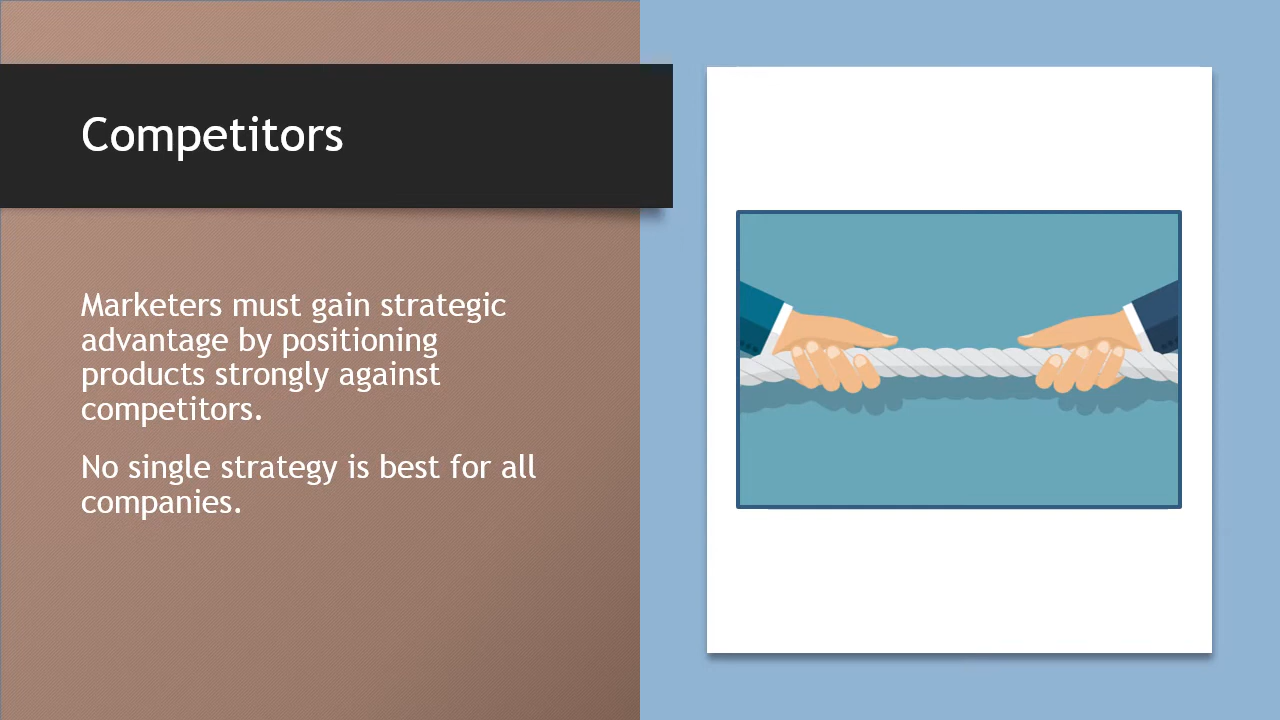 Competitors
Marketers must gain strategic
advantage by positioning
products strongly against
competitors.
No single strategy is best for all
companies.